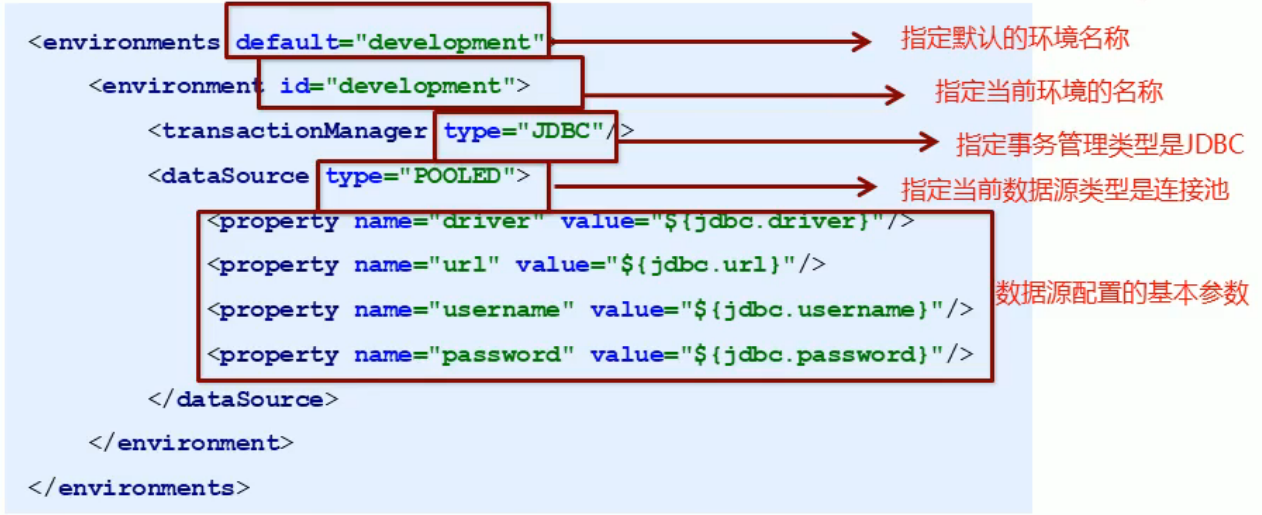 <environments default="development" 指定默认的环境名称
<environment id="development"> 指定当前环境的名称
<transactionManager type="JDBC"/> 指定事务管理类型是JDBC
<dataSource type="POOLED"> 指定当前数据源类型是连接池
<property name="driver" value="${jdbc.driver}"/>
<property name="url" value="${jdbc.url}"/>
<property name="username" value="${jdbc.username}"/>
<property name="password" value="${jdbc.password}"/>
数据源配置的基本参数
</dataSource>
</environment>
</environments>